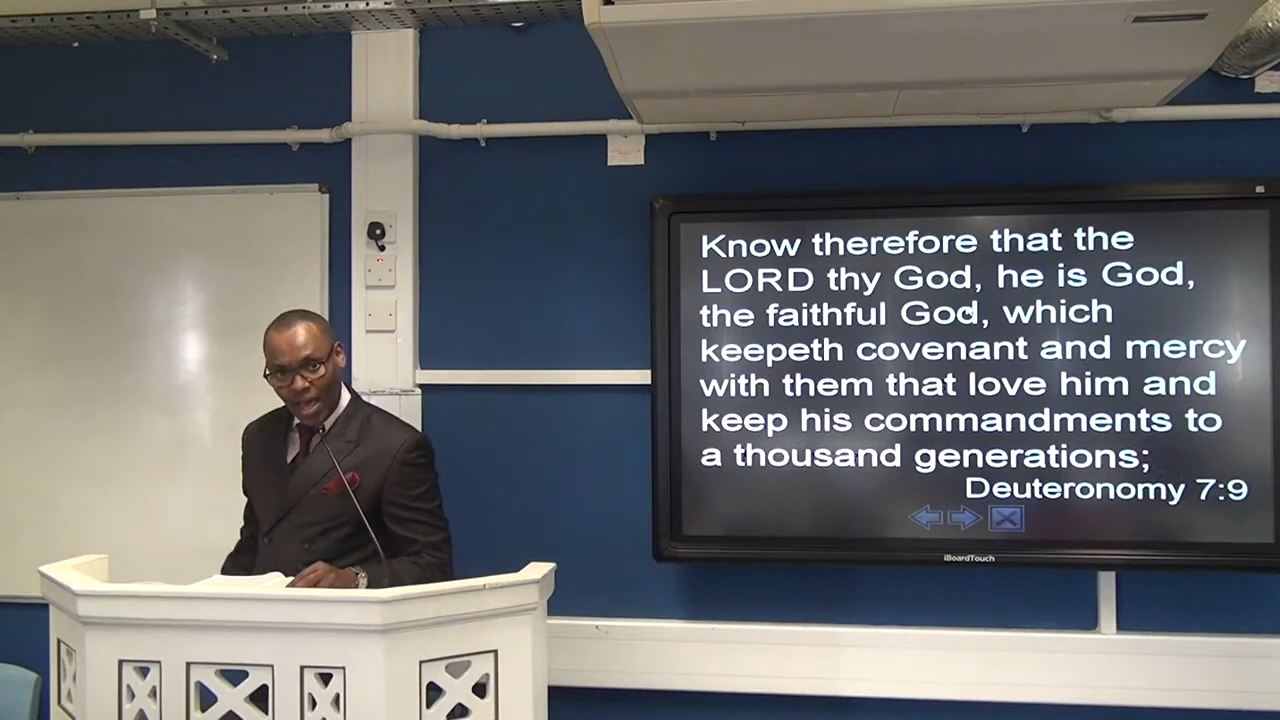 Know therefore that the
LORD thy God, he is God,
the faithful God, which
keepeth covenant and mercy
with them that love him and
keep his commandments to
a thousand generations;
Deuteronomy 7:9
iBoardTouch